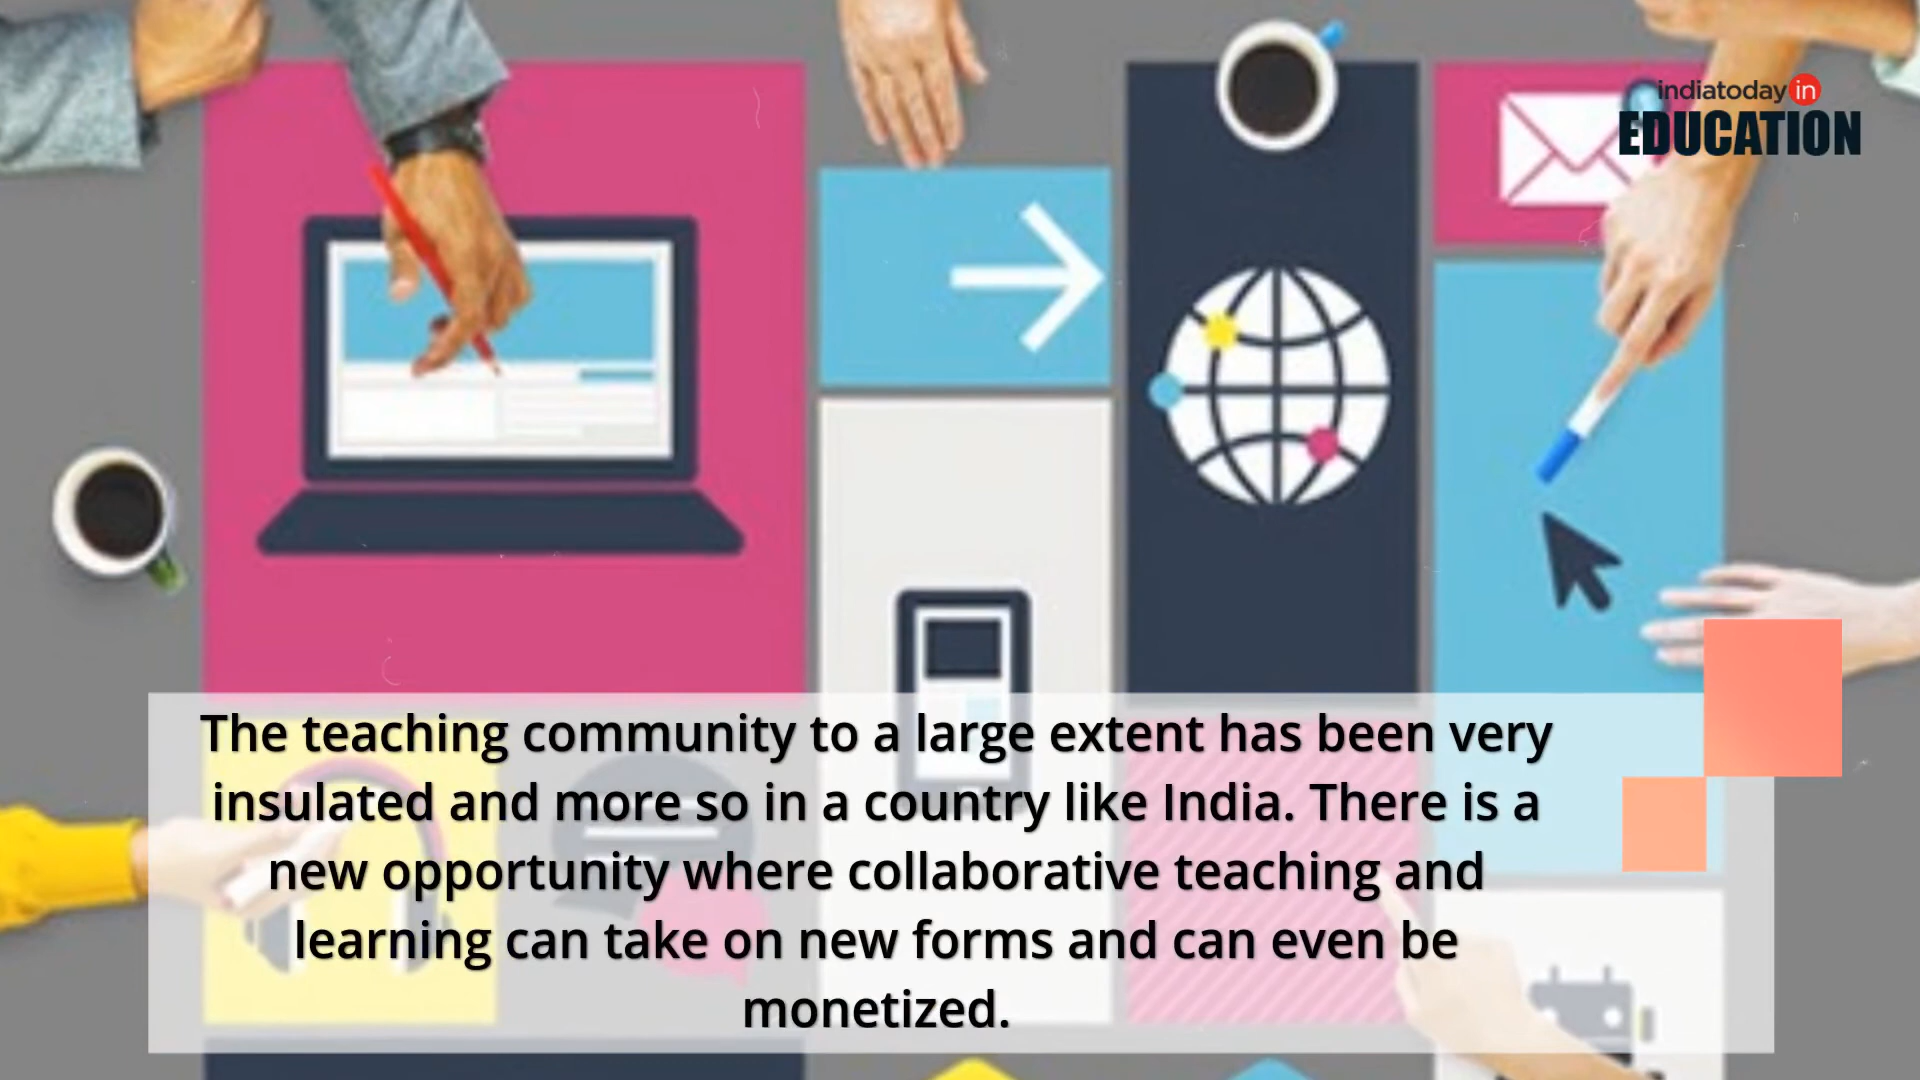 indiatoday in
EDUCATION
The teaching community to a large extent has been very
insulated and more so in a country like India. There is a
new opportunity where collaborative teaching and
learning can take on new forms and can even be
monetized.